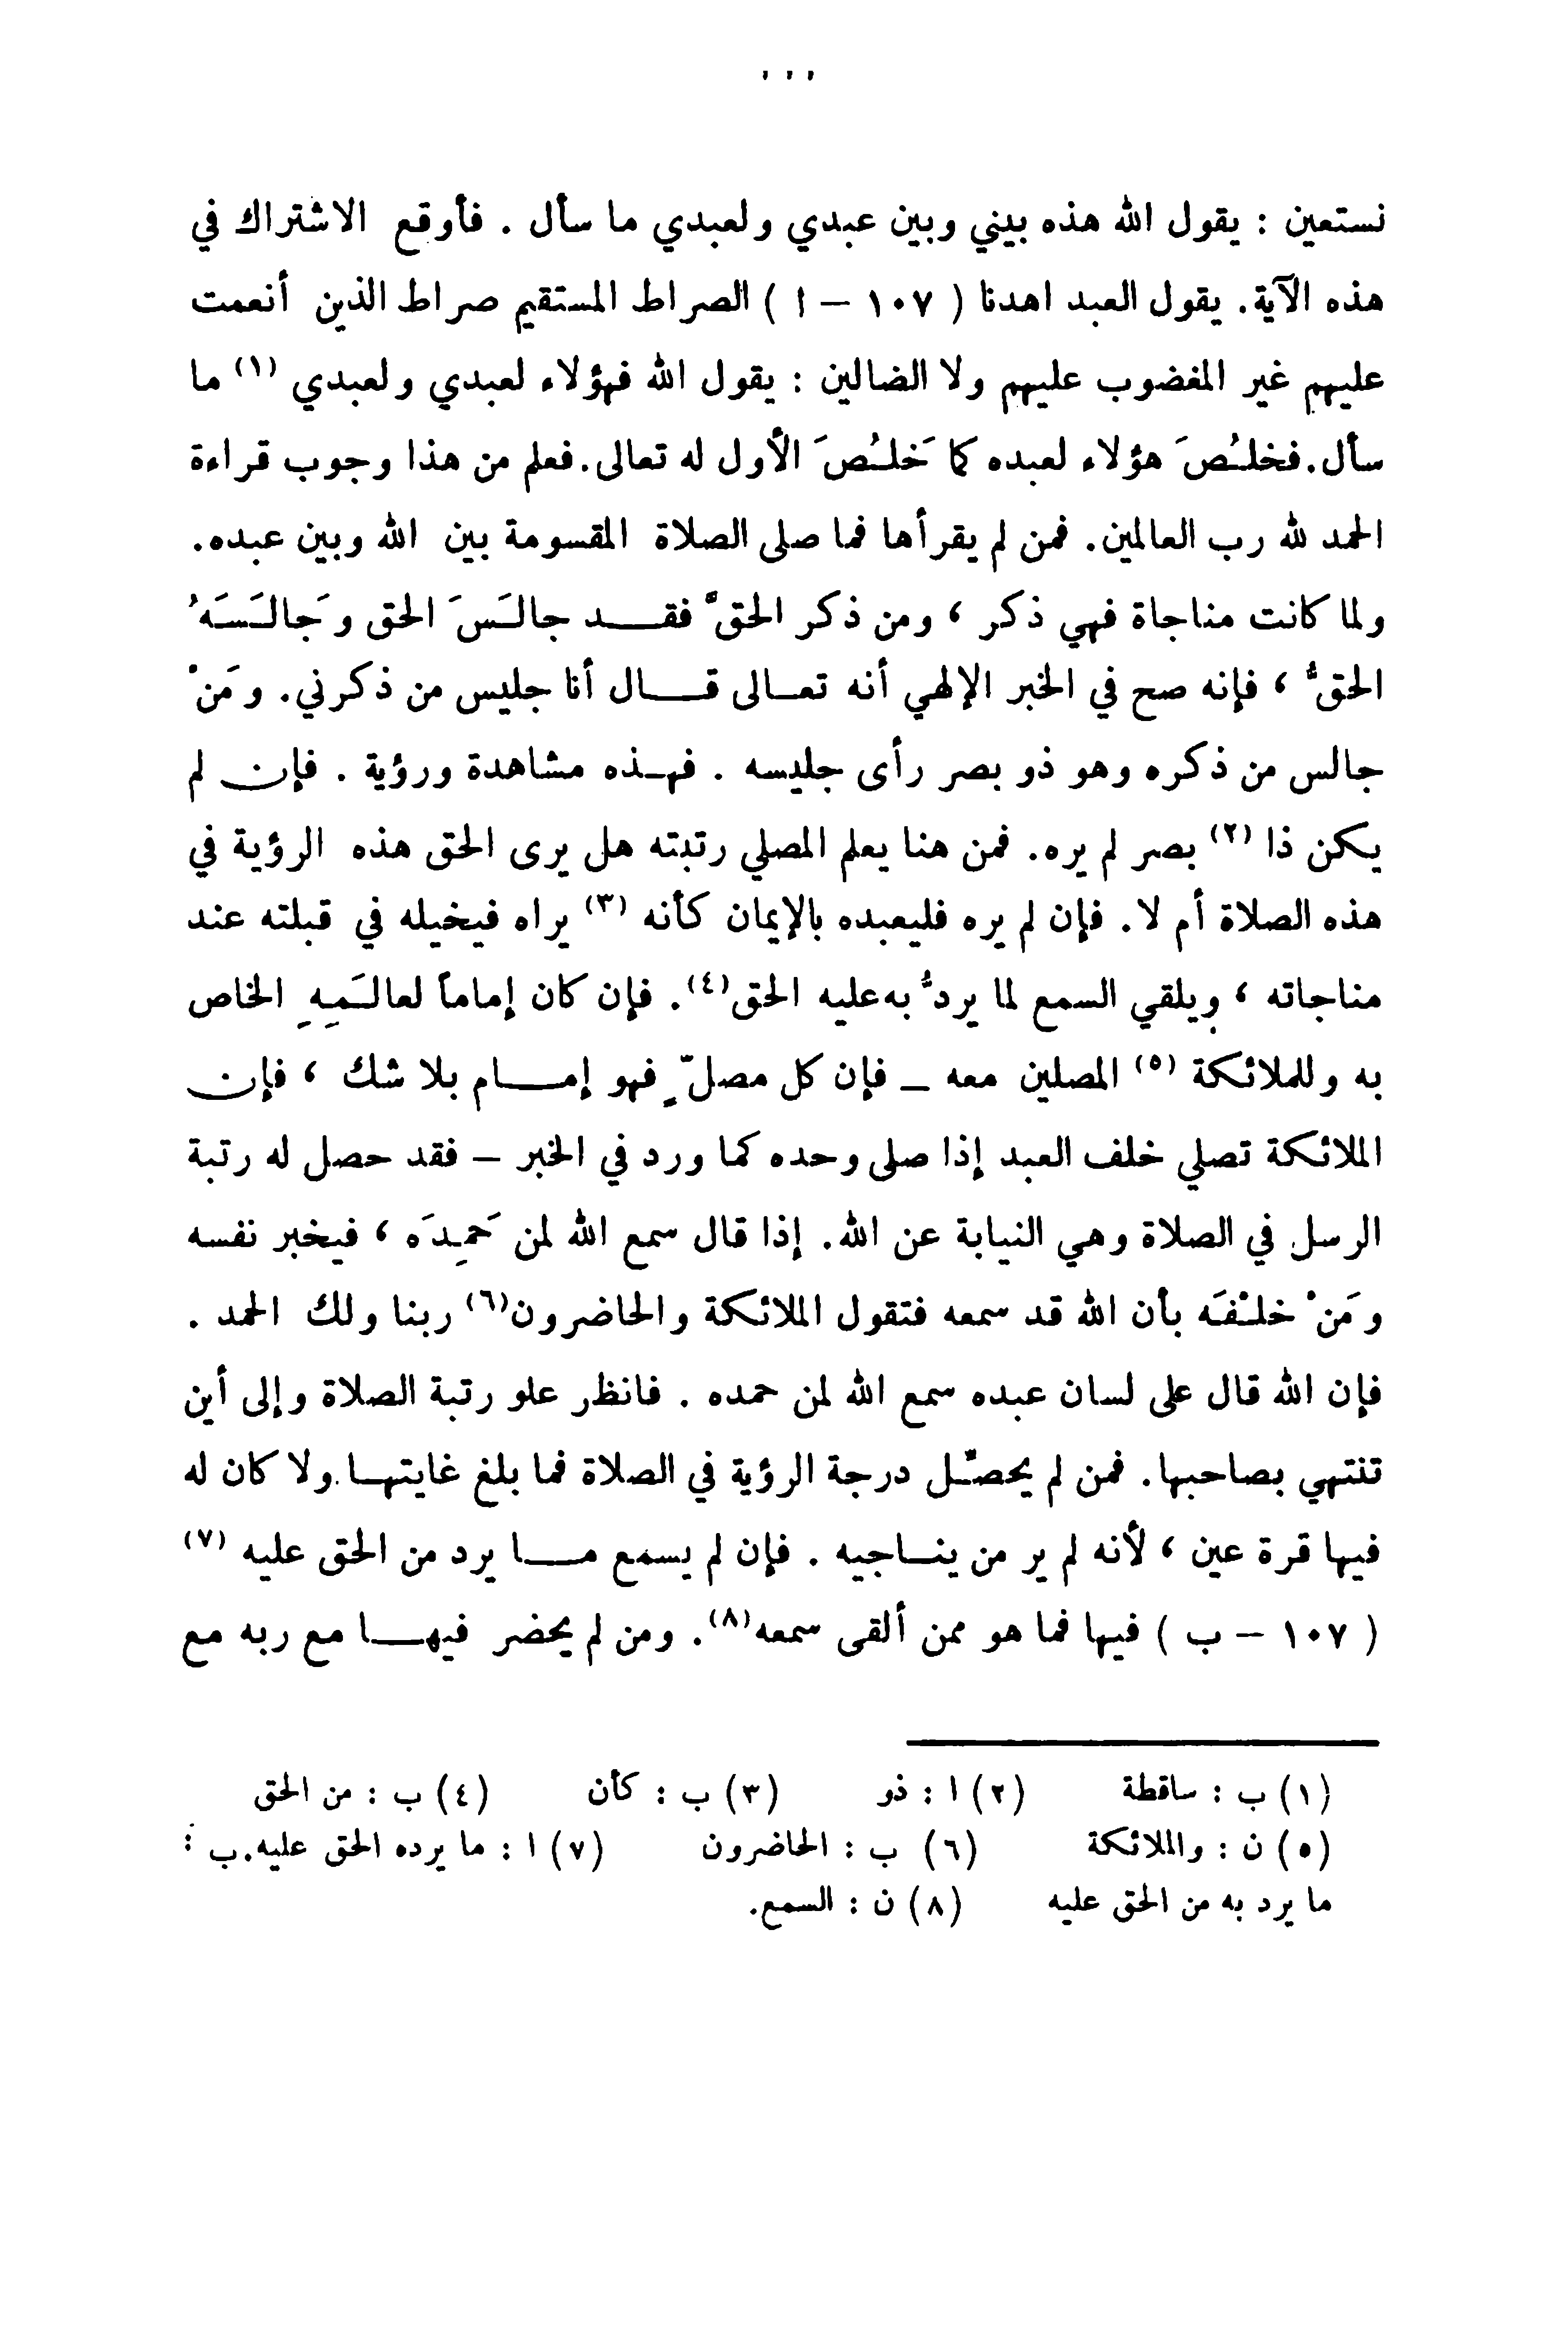 نستعين : يقول الله هذه بيني وبين عبدي ولعبدي ما سأل . فأوقع الاشتراك في
هذه الآية. يقول العبد اهدنا ( ١٠٧ – ا ) الصراط المستقيم صراط الذين أنعمت
عليهم غير المغضوب عليهم ولا الضالين : يقول الله فهؤلاء لعبدي ولعبدي (١) ما
سأل.فخلُصَ هؤلاء لعبده كما خَلُصَ الأول له تعالى.فعلم من هذا وجوب قراءة
الحمد لله رب العالمين. فمن لم يقرأها فما صلى الصلاة المقسومة بين الله وبين عبده.
ولما كانت مناجاة فهي ذكر ، ومن ذكر الحقَّ فقد جالَسَ الحق وَجالَسَهُ
الحقُّ ، فإنه صح في الخبر الإلهي أنه تعالى قال أنا جليس من ذكرني. ومَنْ
جالس من ذكره وهو ذو بصر رأى جليسه . فهذه مشاهدة ورؤية . فإن لم
يكن ذا (٢) بصر لم يره. فمن هنا يعلم المصلي رتبته هل يرى الحق هذه الرؤية في
هذه الصلاة أم لا. فإن لم يره فليعبده بالإيمان كأنه (٣) يراه فيخيله في قبلته عند
مناجاته ، ويلقي السمع لما يردُّ به عليه الحق(٤). فإن كان إماماً لعالَمِهِ الخاص
به وللملائكة (٥) المصلين معه – فإن كل مصلٍّ فهو إمام بلا شك ، فإن
الملائكة تصلي خلف العبد إذا صلى وحده كما ورد في الخبر – فقد حصل له رتبة
الرسل في الصلاة وهي النيابة عن الله. إذا قال سمع الله لمن حَمِدَه ، فيخبر نفسه
ومَنْ خلْفَه بأن الله قد سمعه فتقول الملائكة والحاضرون(٦) ربنا ولك الحمد .
فإن الله قال على لسان عبده سمع الله لمن حمده . فانظر علو رتبة الصلاة وإلى أين
تنتهي بصاحبها. فمن لم يحصِّل درجة الرؤية في الصلاة فما بلغ غايتها.ولا كان له
فيها قرة عين ، لأنه لم ير من يناجيه . فإن لم يسمع ما يرد من الحق عليه (٧)
( ١٠٧ – ب ) فيها فما هو ممن ألقى سمعه(٨). ومن لم يحضر فيها مع ربه مع
(١) ب : ساقطة (٢) ا : ذو (٣) ب : كأن (٤) ب : من الحق
(٥) ن : والملائكة (٦) ب : الحاضرون (٧) ا : ما يرده الحق عليه.ب :
ما يرد به من الحق عليه (٨) ن : السمع.